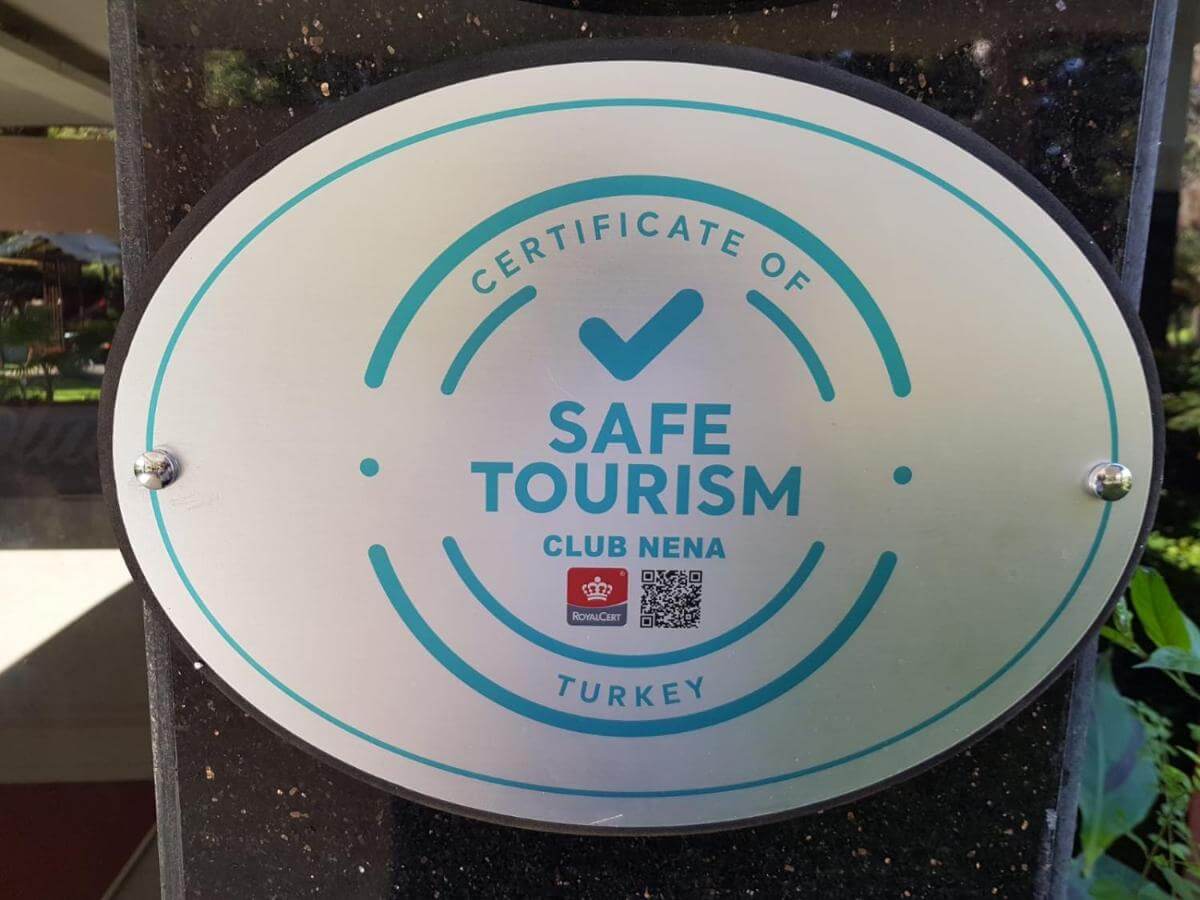 CERTIFICATE OF
SAFE
TOURISM
CLUB NENA
ROYALCERT
TURKEY